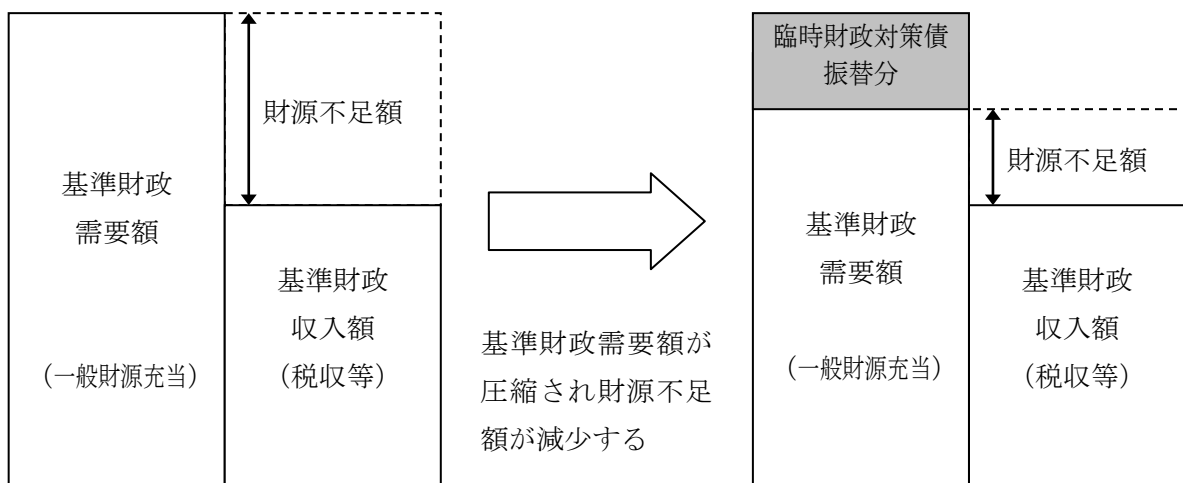 財源不足額
基準財政
需要額
(一般財源充当)
基準財政
収入額
(税収等)
基準財政需要額が
圧縮され財源不足
額が減少する
臨時財政対策債
振替分
財源不足額
基準財政
需要額
(一般財源充当)
基準財政
収入額
(税収等)